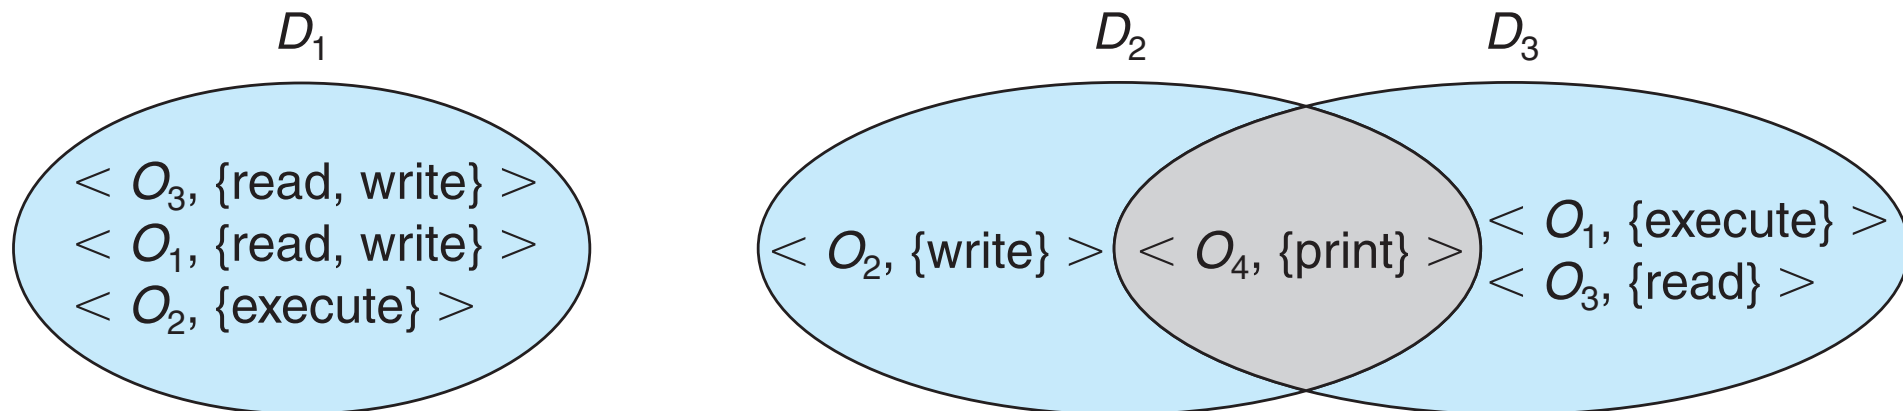 D₁
D₂
D₃
< O₃, {read, write} >
< O₁, {read, write} >
< O₂, {execute} >
< O₂, {write} >
< O₄, {print} >
< O₁, {execute} >
< O₃, {read} >